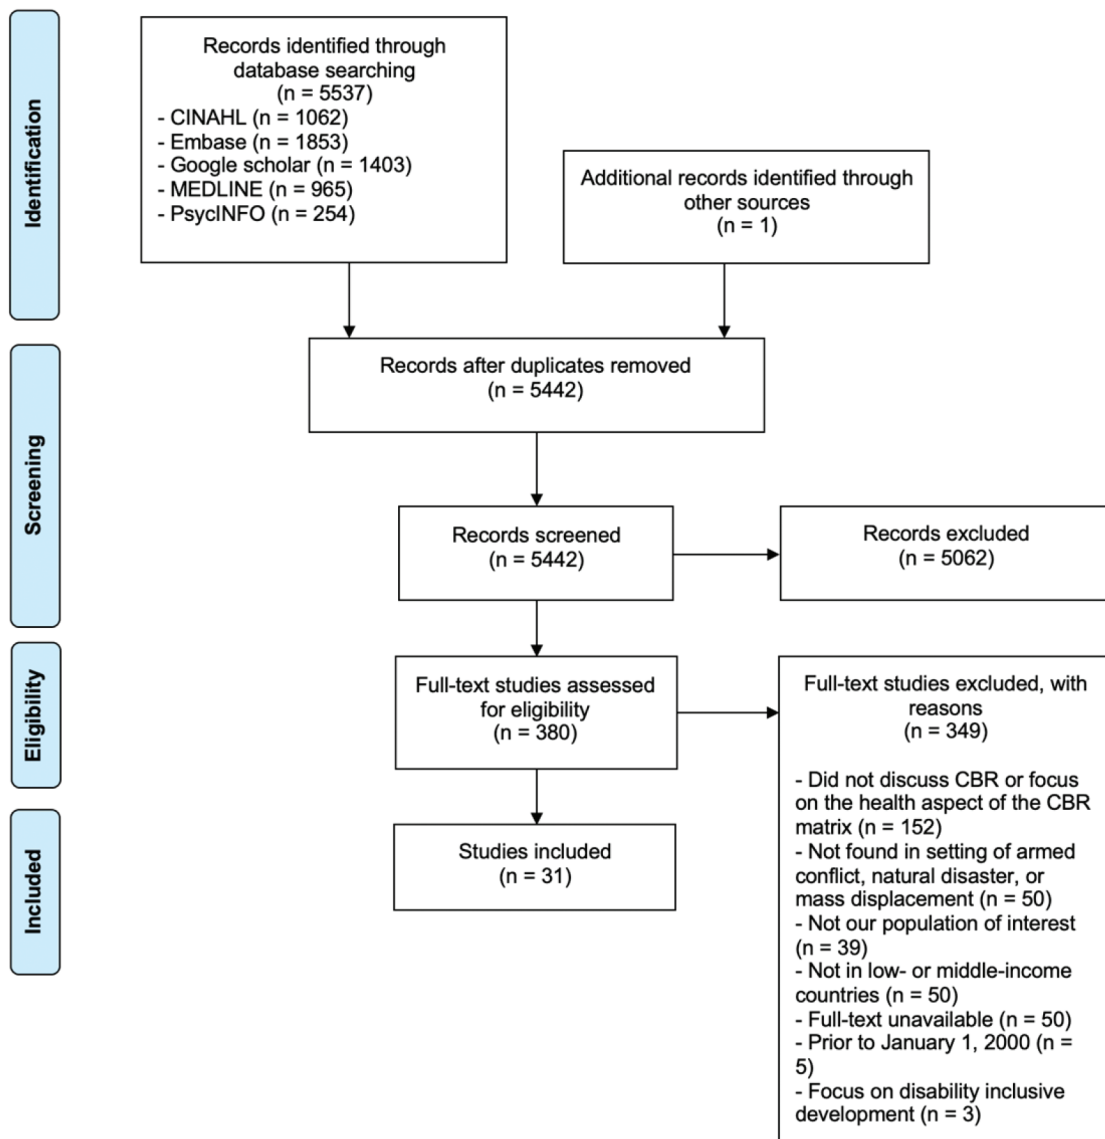 Identification
Records identified through
database searching
(n = 5537)
- CINAHL (n = 1062)
- Embase (n = 1853)
- Google scholar (n = 1403)
- MEDLINE (n = 965)
- PsycINFO (n = 254)
Additional records identified through
other sources
(n = 1)
Screening
Records after duplicates removed
(n = 5442)
Records screened
(n = 5442)
Records excluded
(n = 5062)
Eligibility
Full-text studies assessed
for eligibility
(n = 380)
Full-text studies excluded, with
reasons
(n = 349)
- Did not discuss CBR or focus
on the health aspect of the CBR
matrix (n = 152)
- Not found in setting of armed
conflict, natural disaster, or
mass displacement (n = 50)
- Not our population of interest
(n = 39)
- Not in low- or middle-income
countries (n = 50)
- Full-text unavailable (n = 50)
- Prior to January 1, 2000 (n =
5)
- Focus on disability inclusive
development (n = 3)
Included
Studies included
(n = 31)